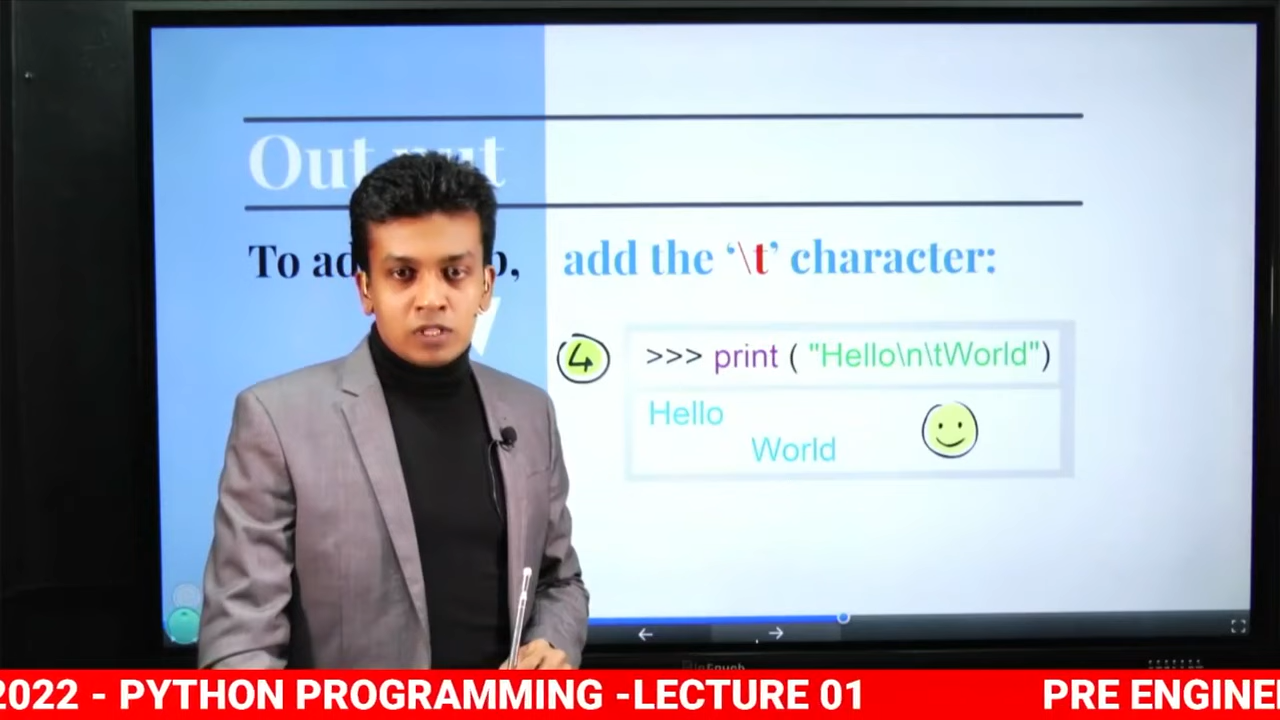 Out put
To ad b, add the ‘\t’ character:
4 >>> print ( "Hello\n\tWorld")
Hello
World
2022 - PYTHON PROGRAMMING -LECTURE 01 PRE ENGINE